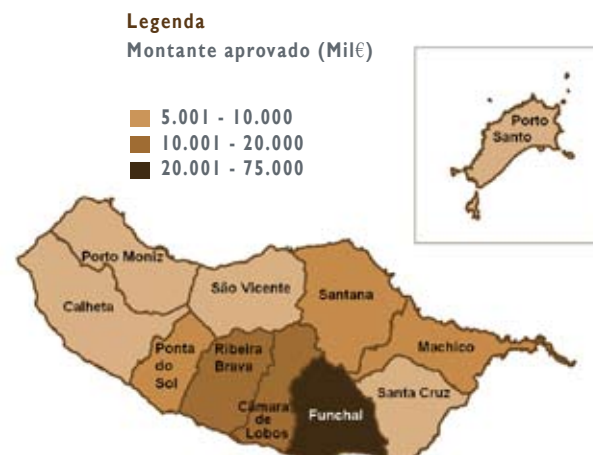 Legenda
Montante aprovado (Mil€)
5.001 - 10.000
10.001 - 20.000
20.001 - 75.000
Porto
Santo
Porto Moniz
São Vicente
Santana
Calheta
Ponta
do
Sol
Ribeira
Brava
Machico
Câmara
de
Lobos
Funchal
Santa Cruz